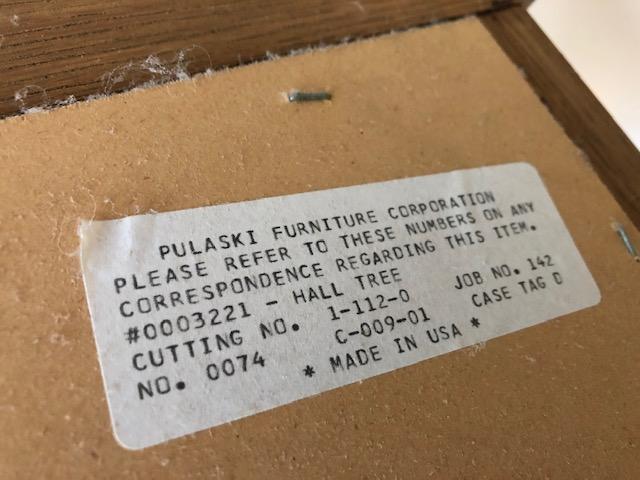 PULASKI FURNITURE CORPORATION
PLEASE REFER TO THESE NUMBERS ON ANY
CORRESPONDENCE REGARDING THIS ITEM.
#0003221 - HALL TREE
CUTTING NO. 1-112-0 JOB NO. 142
NO. 0074 C-009-01 CASE TAG D
* MADE IN USA *